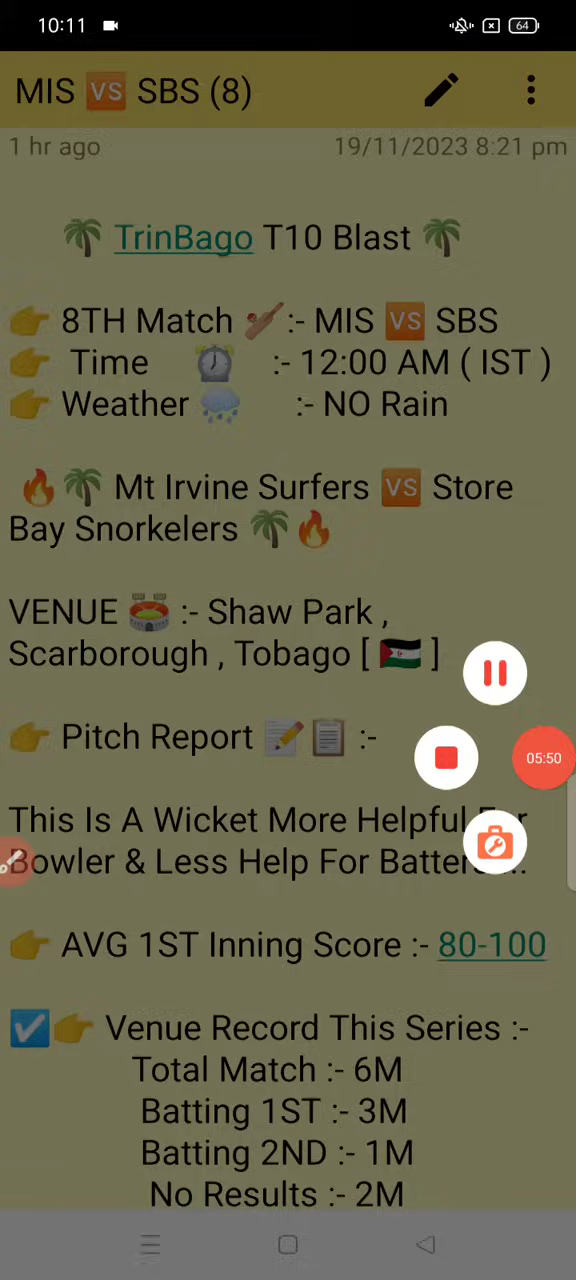 10:11
64
MIS 🆚 SBS (8)
1 hr ago 19/11/2023 8:21 pm
🌴 TrinBago T10 Blast 🌴
👉 8TH Match 🏏 :- MIS 🆚 SBS
👉 Time ⏰ :- 12:00 AM ( IST )
👉 Weather 🌧️ :- NO Rain
🔥🌴 Mt Irvine Surfers 🆚 Store
Bay Snorkelers 🌴🔥
VENUE 🏟️ :- Shaw Park ,
Scarborough , Tobago [ 🇪🇭 ]
👉 Pitch Report 📝📋 :-
05:50
This Is A Wicket More Helpful For
Bowler & Less Help For Batters ..
👉 AVG 1ST Inning Score :- 80-100
☑️👉 Venue Record This Series :-
Total Match :- 6M
Batting 1ST :- 3M
Batting 2ND :- 1M
No Results :- 2M